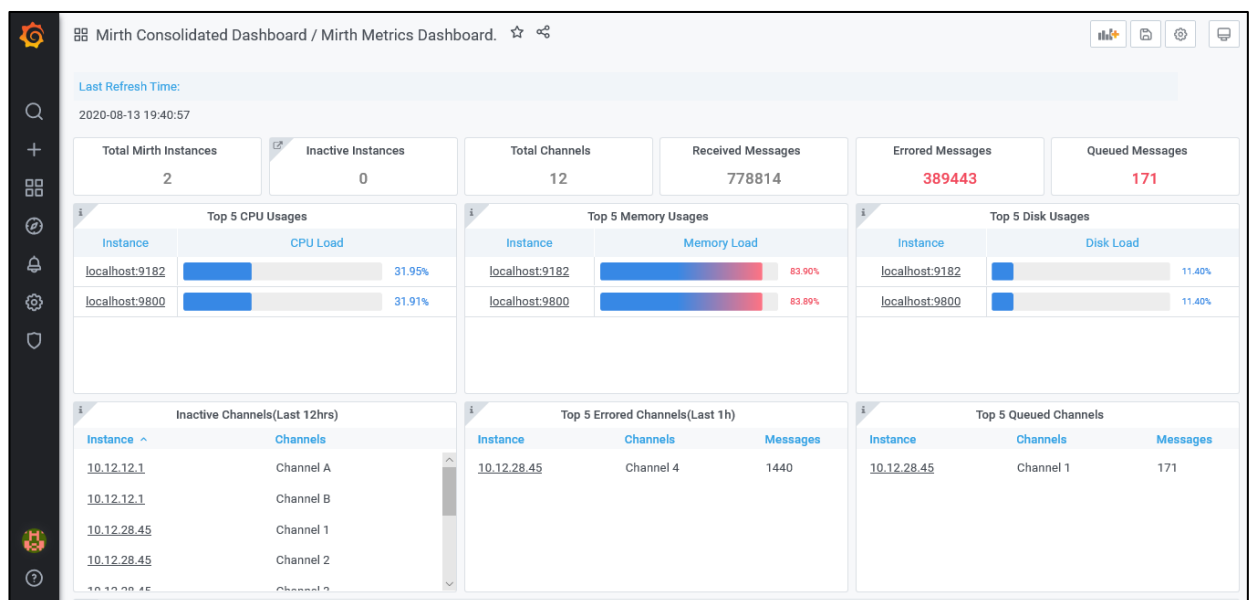 Mirth Consolidated Dashboard / Mirth Metrics Dashboard.
Last Refresh Time:
2020-08-13 19:40:57
Total Mirth Instances
2
Inactive Instances
0
Total Channels
12
Received Messages
778814
Errored Messages
389443
Queued Messages
171
Top 5 CPU Usages
Instance CPU Load
localhost:9182 31.95%
localhost:9800 31.91%
Top 5 Memory Usages
Instance Memory Load
localhost:9182 83.90%
localhost:9800 83.89%
Top 5 Disk Usages
Instance Disk Load
localhost:9182 11.40%
localhost:9800 11.40%
Inactive Channels(Last 12hrs)
Instance Channels
10.12.12.1 Channel A
10.12.12.1 Channel B
10.12.28.45 Channel 1
10.12.28.45 Channel 2
Top 5 Errored Channels(Last 1h)
Instance Channels Messages
10.12.28.45 Channel 4 1440
Top 5 Queued Channels
Instance Channels Messages
10.12.28.45 Channel 1 171